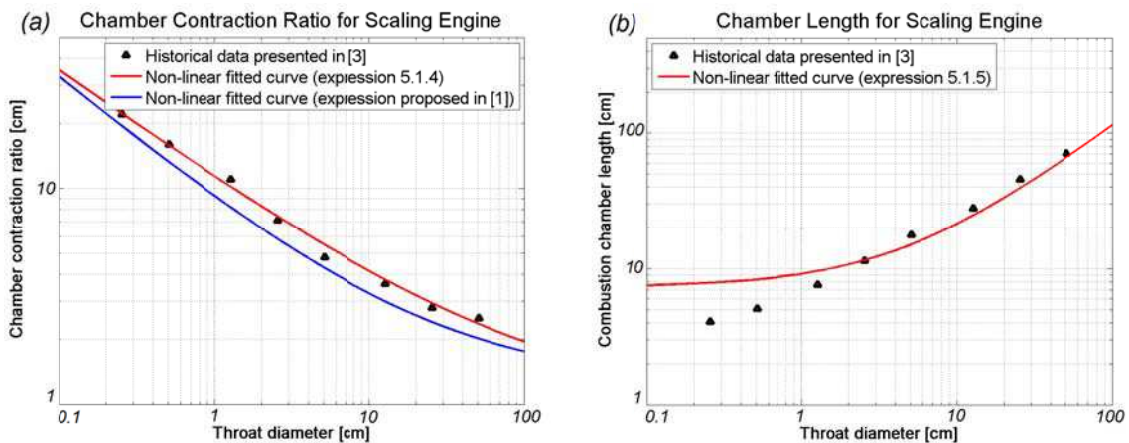 (a) Chamber Contraction Ratio for Scaling Engine
Historical data presented in [3]
Non-linear fitted curve (expression 5.1.4)
Non-linear fitted curve (expression proposed in [1])
Chamber contraction ratio [cm]
10
1
0.1 1 10 100
Throat diameter [cm]
(b) Chamber Length for Scaling Engine
Historical data presented in [3]
Non-linear fitted curve (expression 5.1.5)
Combustion chamber length [cm]
100
10
1
0.1 1 10 100
Throat diameter [cm]